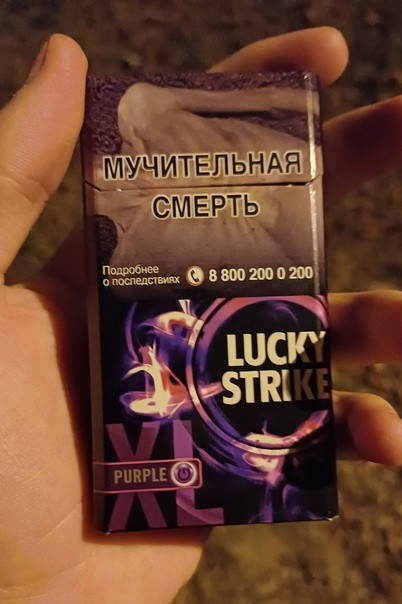 МУЧИТЕЛЬНАЯ
СМЕРТЬ
Подробнее
о последствиях 8 800 200 0 200
LUCKY
STRIKE
XL
PURPLE